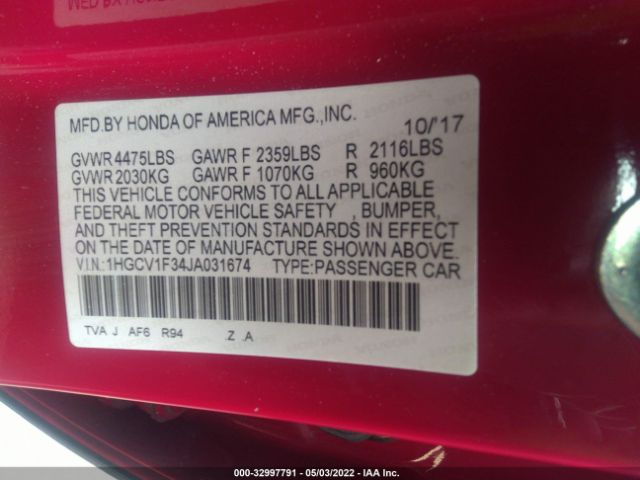 MFD.BY HONDA OF AMERICA MFG.,INC. 10/'17
GVWR 4475LBS GAWR F 2359LBS R 2116LBS
GVWR 2030KG GAWR F 1070KG R 960KG
THIS VEHICLE CONFORMS TO ALL APPLICABLE
FEDERAL MOTOR VEHICLE SAFETY , BUMPER,
AND THEFT PREVENTION STANDARDS IN EFFECT
ON THE DATE OF MANUFACTURE SHOWN ABOVE.
V.I.N.:1HGCV1F34JA031674 TYPE:PASSENGER CAR
TVA J AF6 R94 .Z .A
000-32997791 - 05/03/2022 - IAA Inc.